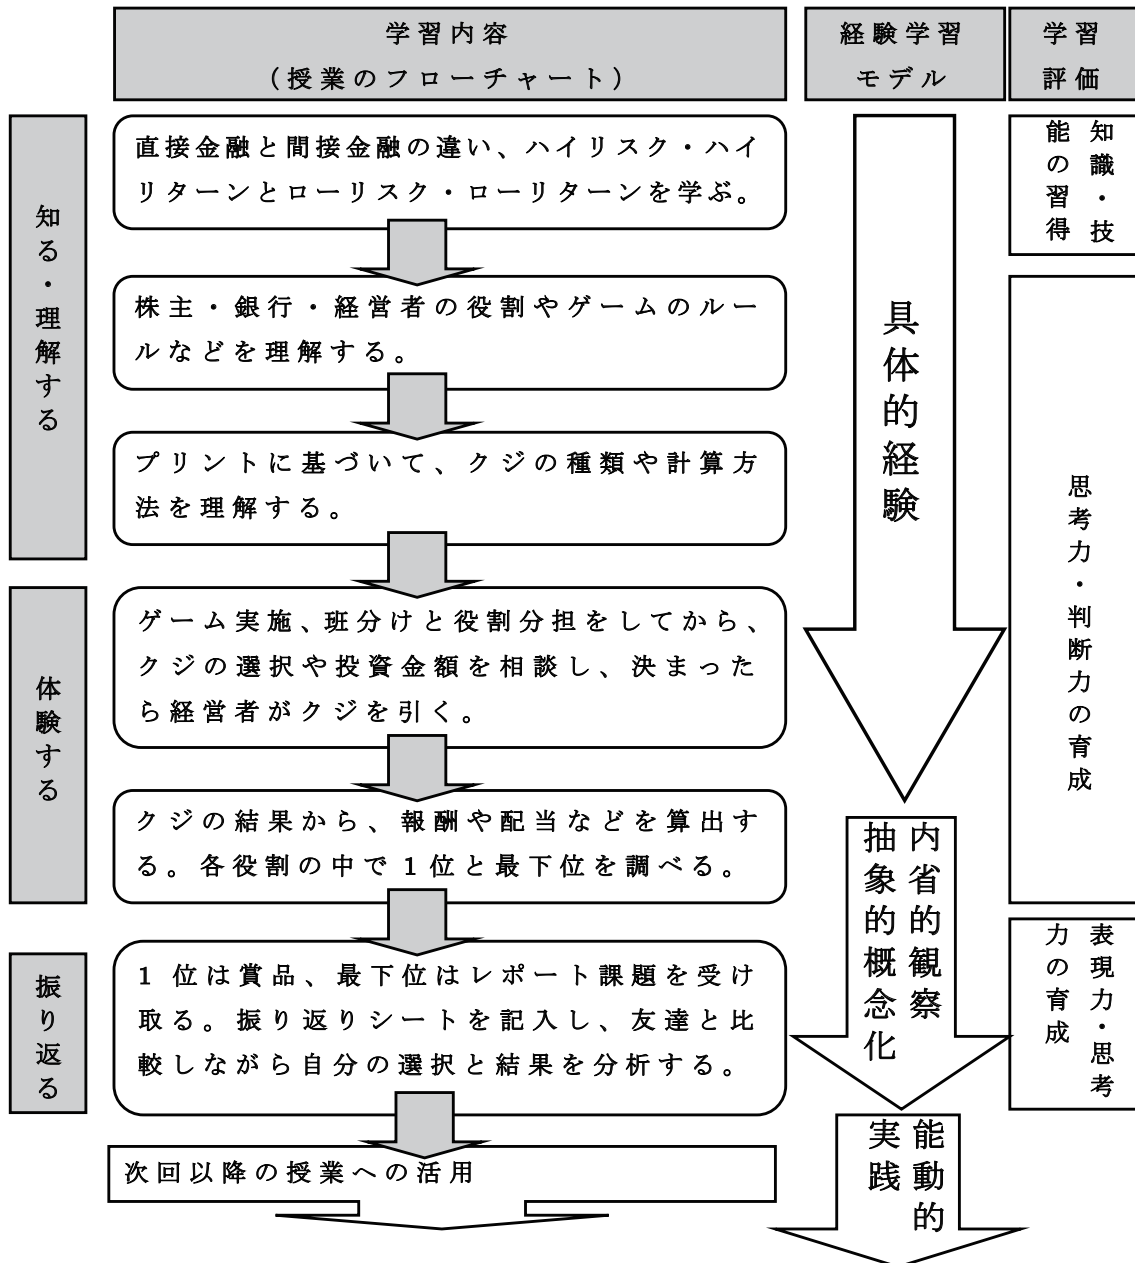 学習内容
（授業のフローチャート）
経験学習
モデル
学習
評価
知る・理解する
直接金融と間接金融の違い、ハイリスク・ハイ
リターンとローリスク・ローリターンを学ぶ。
株主・銀行・経営者の役割やゲームのルー
ルなどを理解する。
プリントに基づいて、クジの種類や計算方
法を理解する。
体験する
ゲーム実施、班分けと役割分担をしてから、
クジの選択や投資金額を相談し、決まった
ら経営者がクジを引く。
クジの結果から、報酬や配当などを算出す
る。各役割の中で1位と最下位を調べる。
振り返る
1位は賞品、最下位はレポート課題を受け
取る。振り返りシートを記入し、友達と比
較しながら自分の選択と結果を分析する。
次回以降の授業への活用
具体的経験
内省的観察
抽象的概念化
能動的
実践
知識・技
能の習得
思考力・判断力の育成
表現力・思考
力の育成